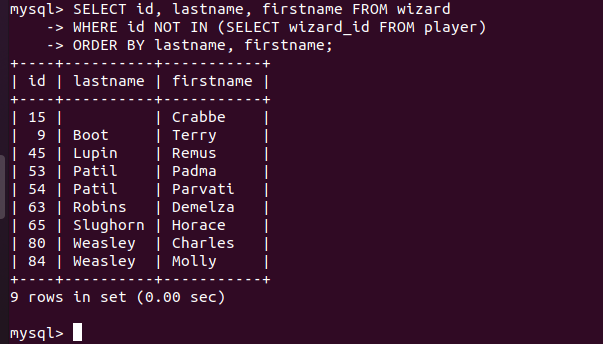 mysql> SELECT id, lastname, firstname FROM wizard
    -> WHERE id NOT IN (SELECT wizard_id FROM player)
    -> ORDER BY lastname, firstname;
+----+----------+-----------+
| id | lastname | firstname |
+----+----------+-----------+
| 15 |          | Crabbe    |
|  9 | Boot     | Terry     |
| 45 | Lupin    | Remus     |
| 53 | Patil    | Padma     |
| 54 | Patil    | Parvati   |
| 63 | Robins   | Demelza   |
| 65 | Slughorn | Horace    |
| 80 | Weasley  | Charles   |
| 84 | Weasley  | Molly     |
+----+----------+-----------+
9 rows in set (0.00 sec)
mysql>